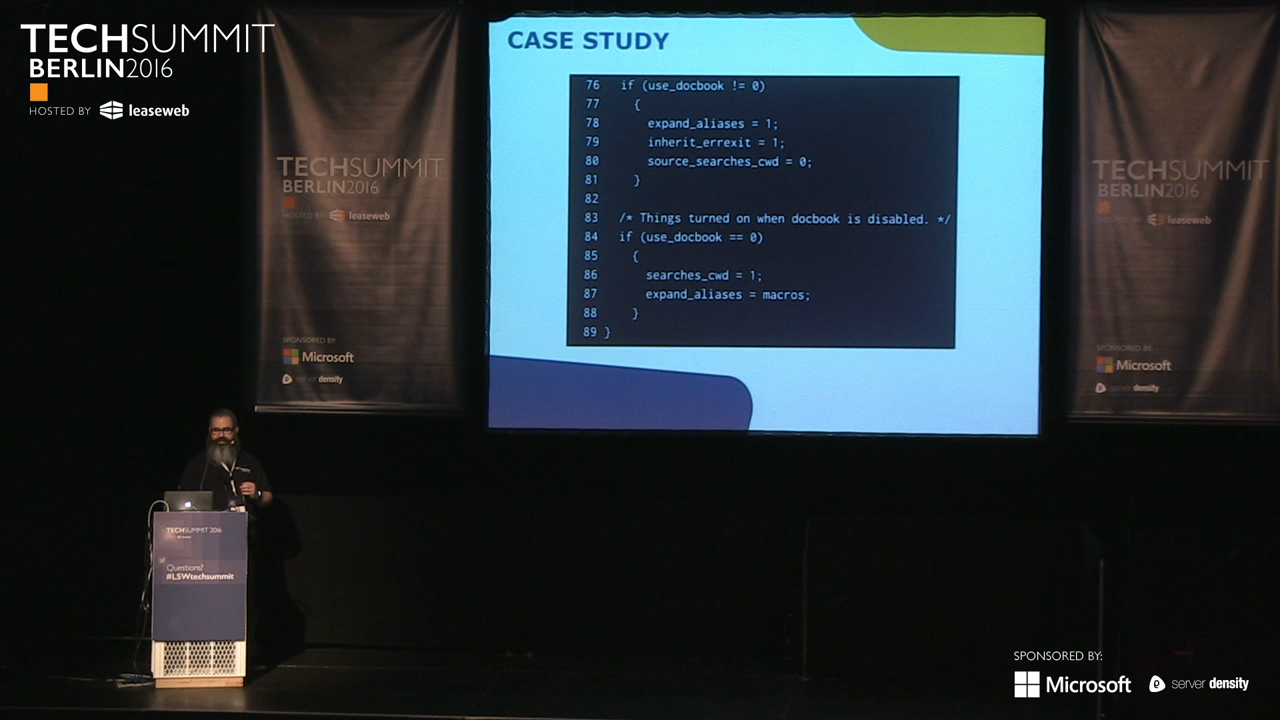 TECHSUMMIT
BERLIN2016
HOSTED BY leaseweb
TECHSUMMIT
BERLIN2016
HOSTED BY leaseweb
SPONSORED BY:
Microsoft
server density
CASE STUDY
76 if (use_docbook != 0)
77 {
78 expand_aliases = 1;
79 inherit_errexit = 1;
80 source_searches_cwd = 0;
81 }
82
83 /* Things turned on when docbook is disabled. */
84 if (use_docbook == 0)
85 {
86 searches_cwd = 1;
87 expand_aliases = macros;
88 }
89 }
TECHSUMMIT
BERLIN2016
HOSTED BY leaseweb
SPONSORED BY:
Microsoft
server density
TECHSUMMIT 2016
Questions?
#LSWtechsummit
SPONSORED BY:
Microsoft
server density